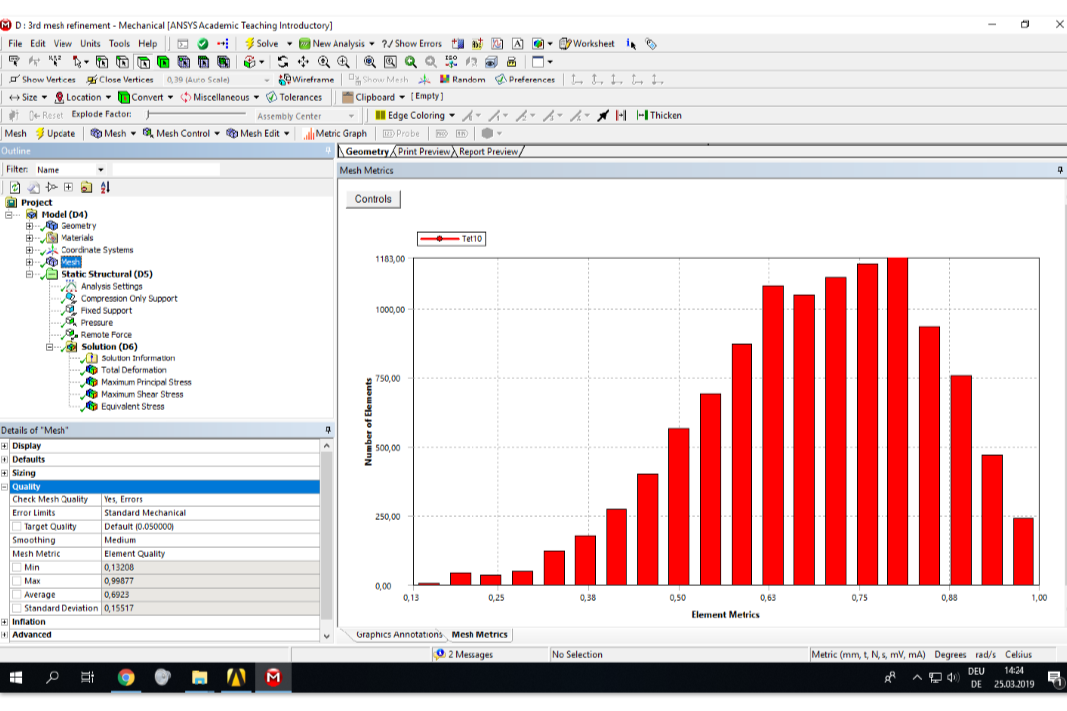 D : 3rd mesh refinement - Mechanical [ANSYS Academic Teaching Introductory]
File Edit View Units Tools Help Solve New Analysis ?/ Show Errors Worksheet
Show Vertices Close Vertices 0,39 (Auto Scale) Wireframe Show Mesh Random Preferences
Size Location Convert Miscellaneous Tolerances Clipboard [Empty]
Reset Explode Factor: Assembly Center Edge Coloring Thicken
Mesh Update Mesh Mesh Control Mesh Edit Metric Graph Probe
Outline
Filter: Name
Project
Model (D4)
Geometry
Materials
Coordinate Systems
Mesh
Static Structural (D5)
Analysis Settings
Compression Only Support
Fixed Support
Pressure
Remote Force
Solution (D6)
Solution Information
Total Deformation
Maximum Principal Stress
Maximum Shear Stress
Equivalent Stress
Details of "Mesh"
Display
Defaults
Sizing
Quality
Check Mesh Quality Yes, Errors
Error Limits Standard Mechanical
Target Quality Default (0.050000)
Smoothing Medium
Mesh Metric Element Quality
Min 0,13208
Max 0,99877
Average 0,6923
Standard Deviation 0,15517
Inflation
Advanced
Geometry Print Preview Report Preview
Mesh Metrics
Controls
Tet10
1183,00
1000,00
750,00
500,00
250,00
0,00
Number of Elements
0,13 0,25 0,38 0,50 0,63 0,75 0,88 1,00
Element Metrics
Graphics Annotations Mesh Metrics
2 Messages No Selection Metric (mm, t, N, s, mV, mA) Degrees rad/s Celsius
DEU 14:24
DE 25.03.2019